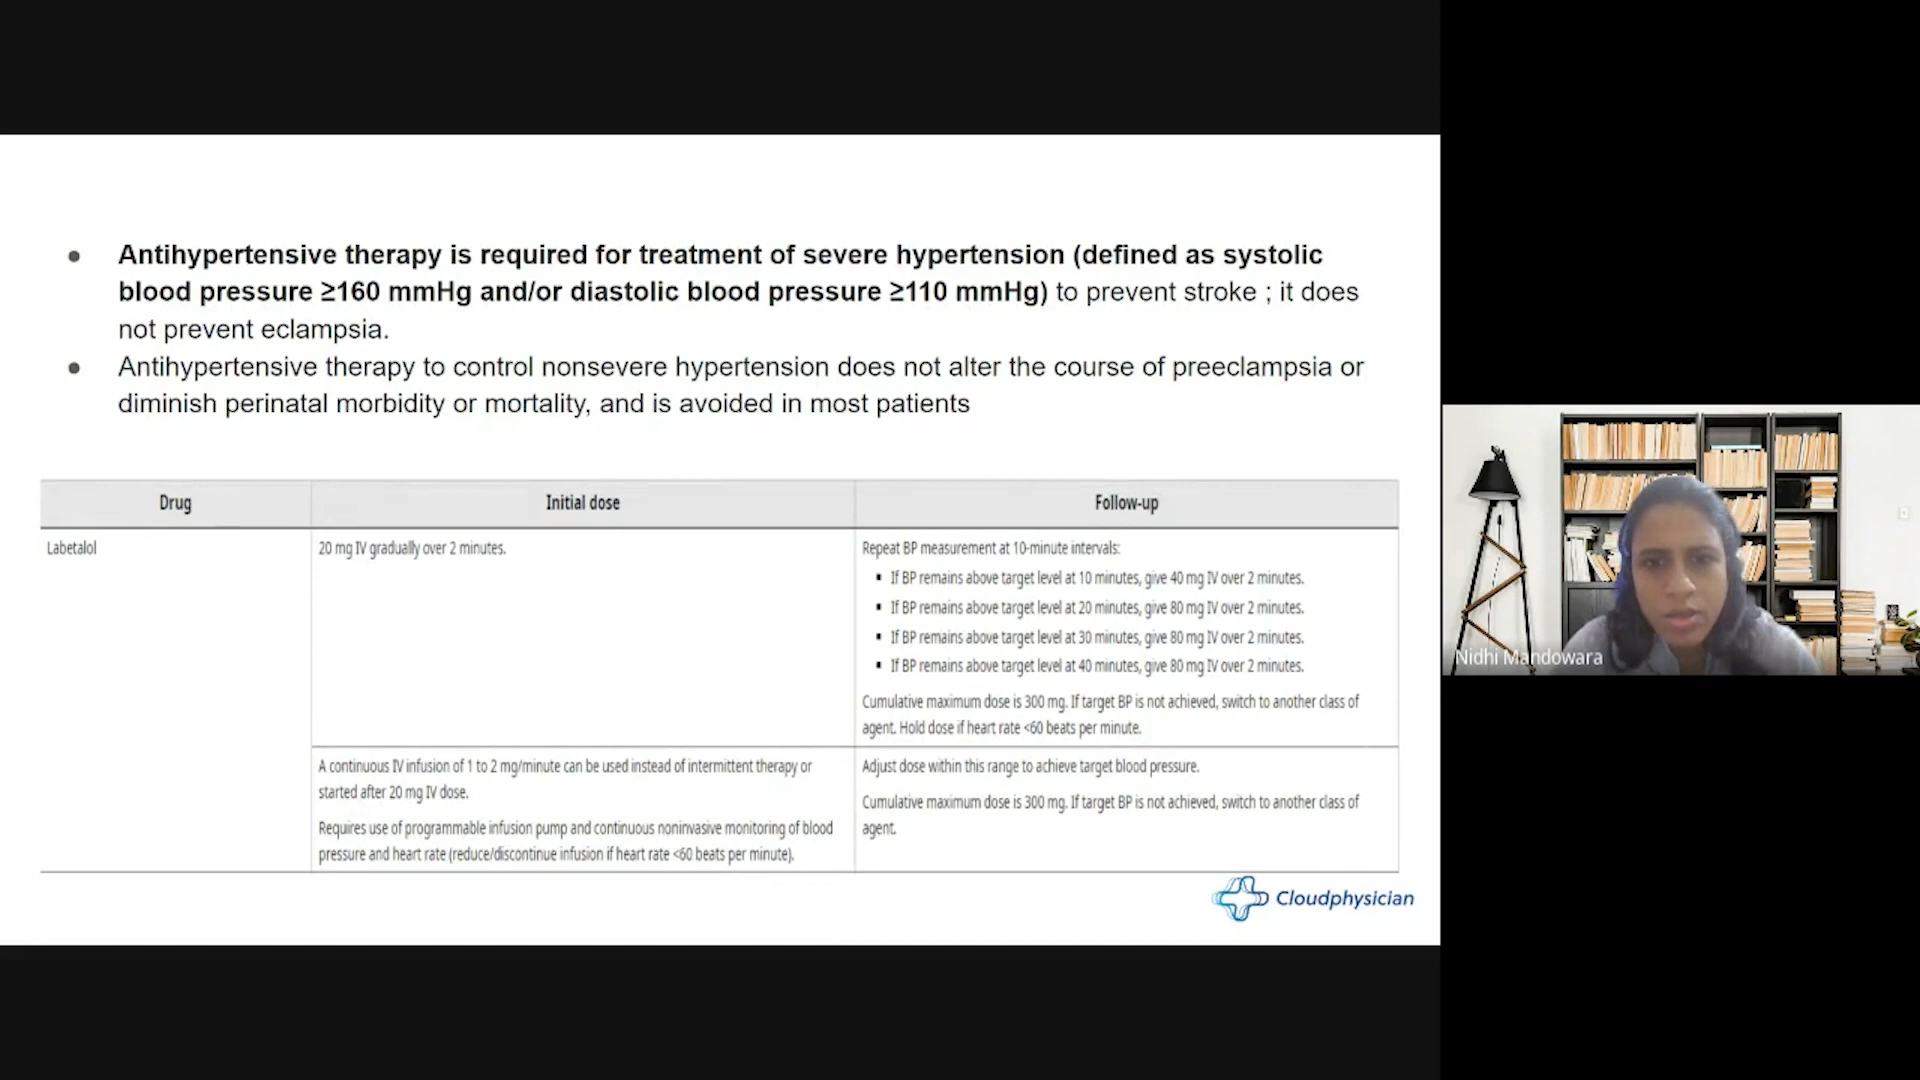 Antihypertensive therapy is required for treatment of severe hypertension (defined as systolic
blood pressure ≥160 mmHg and/or diastolic blood pressure ≥110 mmHg) to prevent stroke ; it does
not prevent eclampsia.
Antihypertensive therapy to control nonsevere hypertension does not alter the course of preeclampsia or
diminish perinatal morbidity or mortality, and is avoided in most patients
Drug
Initial dose
Follow-up
Labetalol
20 mg IV gradually over 2 minutes.
Repeat BP measurement at 10-minute intervals:
If BP remains above target level at 10 minutes, give 40 mg IV over 2 minutes.
If BP remains above target level at 20 minutes, give 80 mg IV over 2 minutes.
If BP remains above target level at 30 minutes, give 80 mg IV over 2 minutes.
If BP remains above target level at 40 minutes, give 80 mg IV over 2 minutes.
Cumulative maximum dose is 300 mg. If target BP is not achieved, switch to another class of
agent. Hold dose if heart rate <60 beats per minute.
A continuous IV infusion of 1 to 2 mg/minute can be used instead of intermittent therapy or
started after 20 mg IV dose.
Requires use of programmable infusion pump and continuous noninvasive monitoring of blood
pressure and heart rate (reduce/discontinue infusion if heart rate <60 beats per minute).
Adjust dose within this range to achieve target blood pressure.
Cumulative maximum dose is 300 mg. If target BP is not achieved, switch to another class of
agent.
Cloudphysician
Nidhi Mandowara